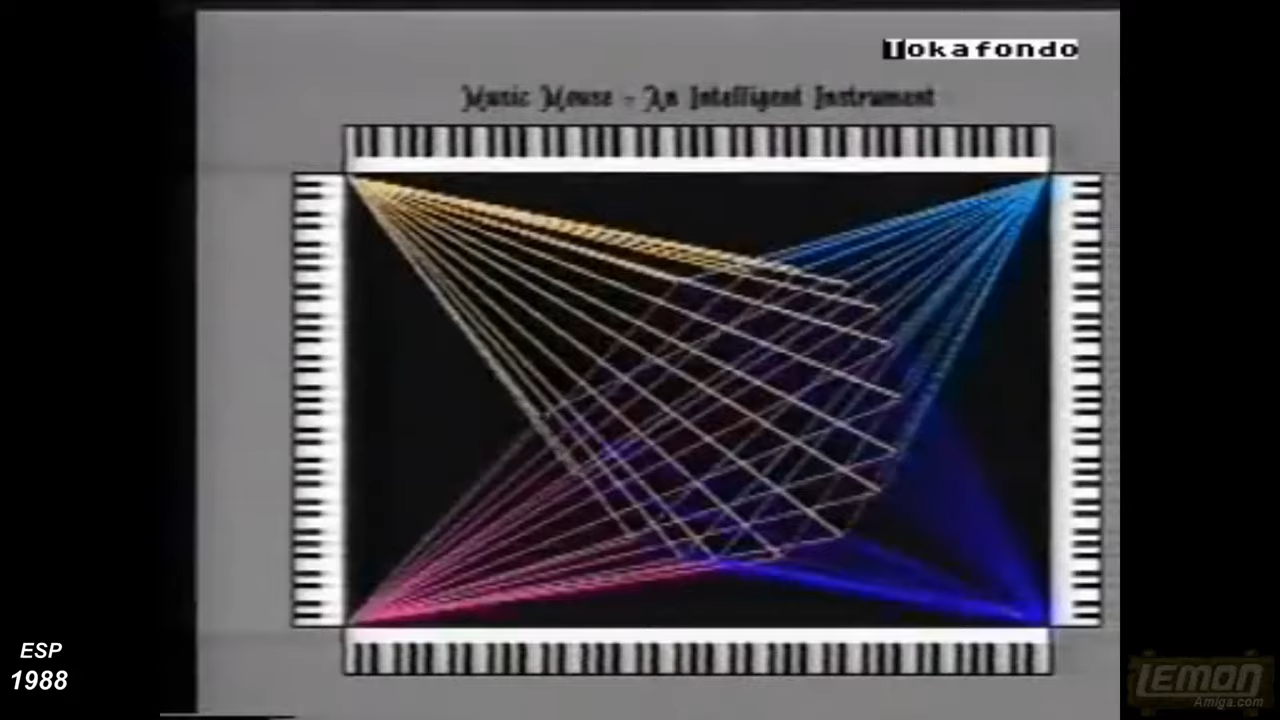 Tokafondo
Music Mouse - An Intelligent Instrument
ESP
1988
LEMON
Amiga.com